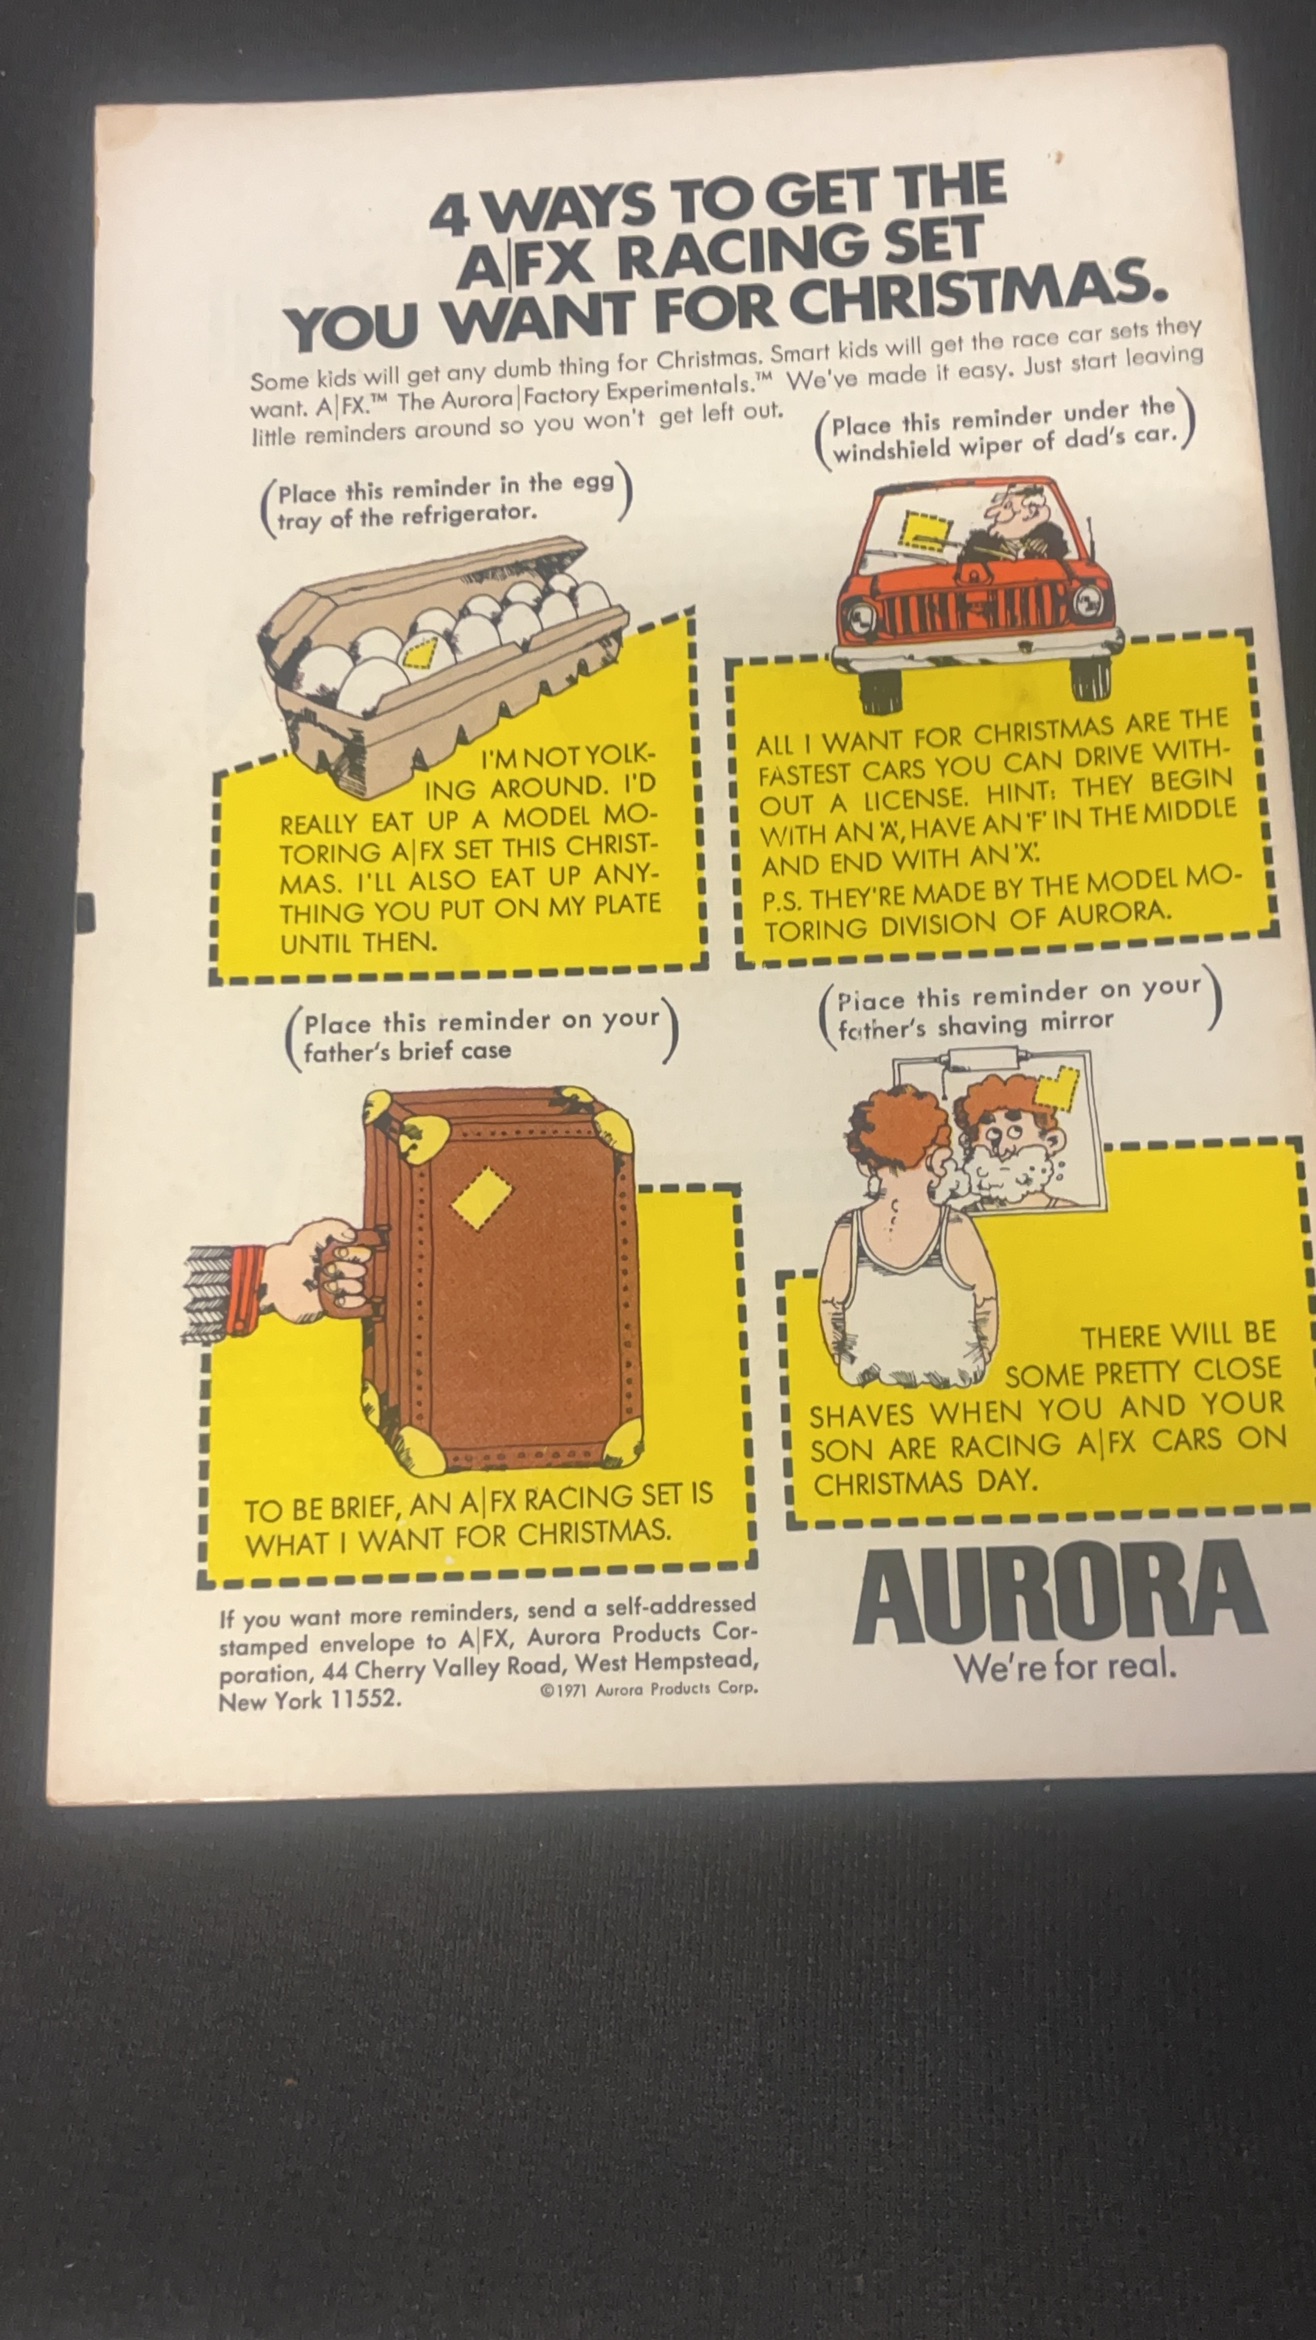 4 WAYS TO GET THE
A|FX RACING SET
YOU WANT FOR CHRISTMAS.
Some kids will get any dumb thing for Christmas. Smart kids will get the race car sets they
want. A|FX.™ The Aurora|Factory Experimentals.™ We've made it easy. Just start leaving
little reminders around so you won't get left out.
(Place this reminder in the egg
tray of the refrigerator.)
I'M NOT YOLK-
ING AROUND. I'D
REALLY EAT UP A MODEL MO-
TORING A|FX SET THIS CHRIST-
MAS. I'LL ALSO EAT UP ANY-
THING YOU PUT ON MY PLATE
UNTIL THEN.
(Place this reminder under the
windshield wiper of dad's car.)
ALL I WANT FOR CHRISTMAS ARE THE
FASTEST CARS YOU CAN DRIVE WITH-
OUT A LICENSE. HINT: THEY BEGIN
WITH AN 'A', HAVE AN 'F' IN THE MIDDLE
AND END WITH AN 'X'.
P.S. THEY'RE MADE BY THE MODEL MO-
TORING DIVISION OF AURORA.
(Place this reminder on your
father's brief case)
TO BE BRIEF, AN A|FX RACING SET IS
WHAT I WANT FOR CHRISTMAS.
(Place this reminder on your
father's shaving mirror)
THERE WILL BE
SOME PRETTY CLOSE
SHAVES WHEN YOU AND YOUR
SON ARE RACING A|FX CARS ON
CHRISTMAS DAY.
If you want more reminders, send a self-addressed
stamped envelope to A|FX, Aurora Products Cor-
poration, 44 Cherry Valley Road, West Hempstead,
New York 11552. ©1971 Aurora Products Corp.
AURORA
We're for real.